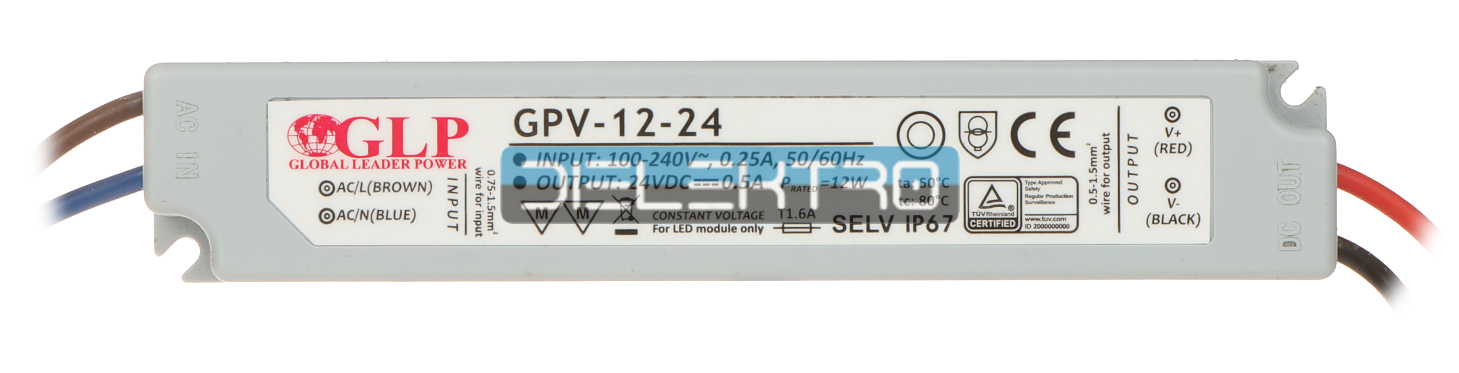 AC IN
GLP
GLOBAL LEADER POWER
AC/L(BROWN)
AC/N(BLUE)
INPUT
0.75-1.5mm²
wire for input
GPV-12-24
INPUT: 100-240V~, 0.25A, 50/60Hz
OUTPUT: 24VDC⎓0.5A P RATED =12W
ta: 50°C
tc: 80°C
DELEKTRO
M M
CONSTANT VOLTAGE T1.6A
For LED module only
SELV IP67
CE
TÜVRheinland
CERTIFIED
Type Approved
Safety
Regular Production
Surveillance
www.tuv.com
ID 2000000000
0.5-1.5mm²
wire for output
OUTPUT
V+
(RED)
V-
(BLACK)
DC OUT